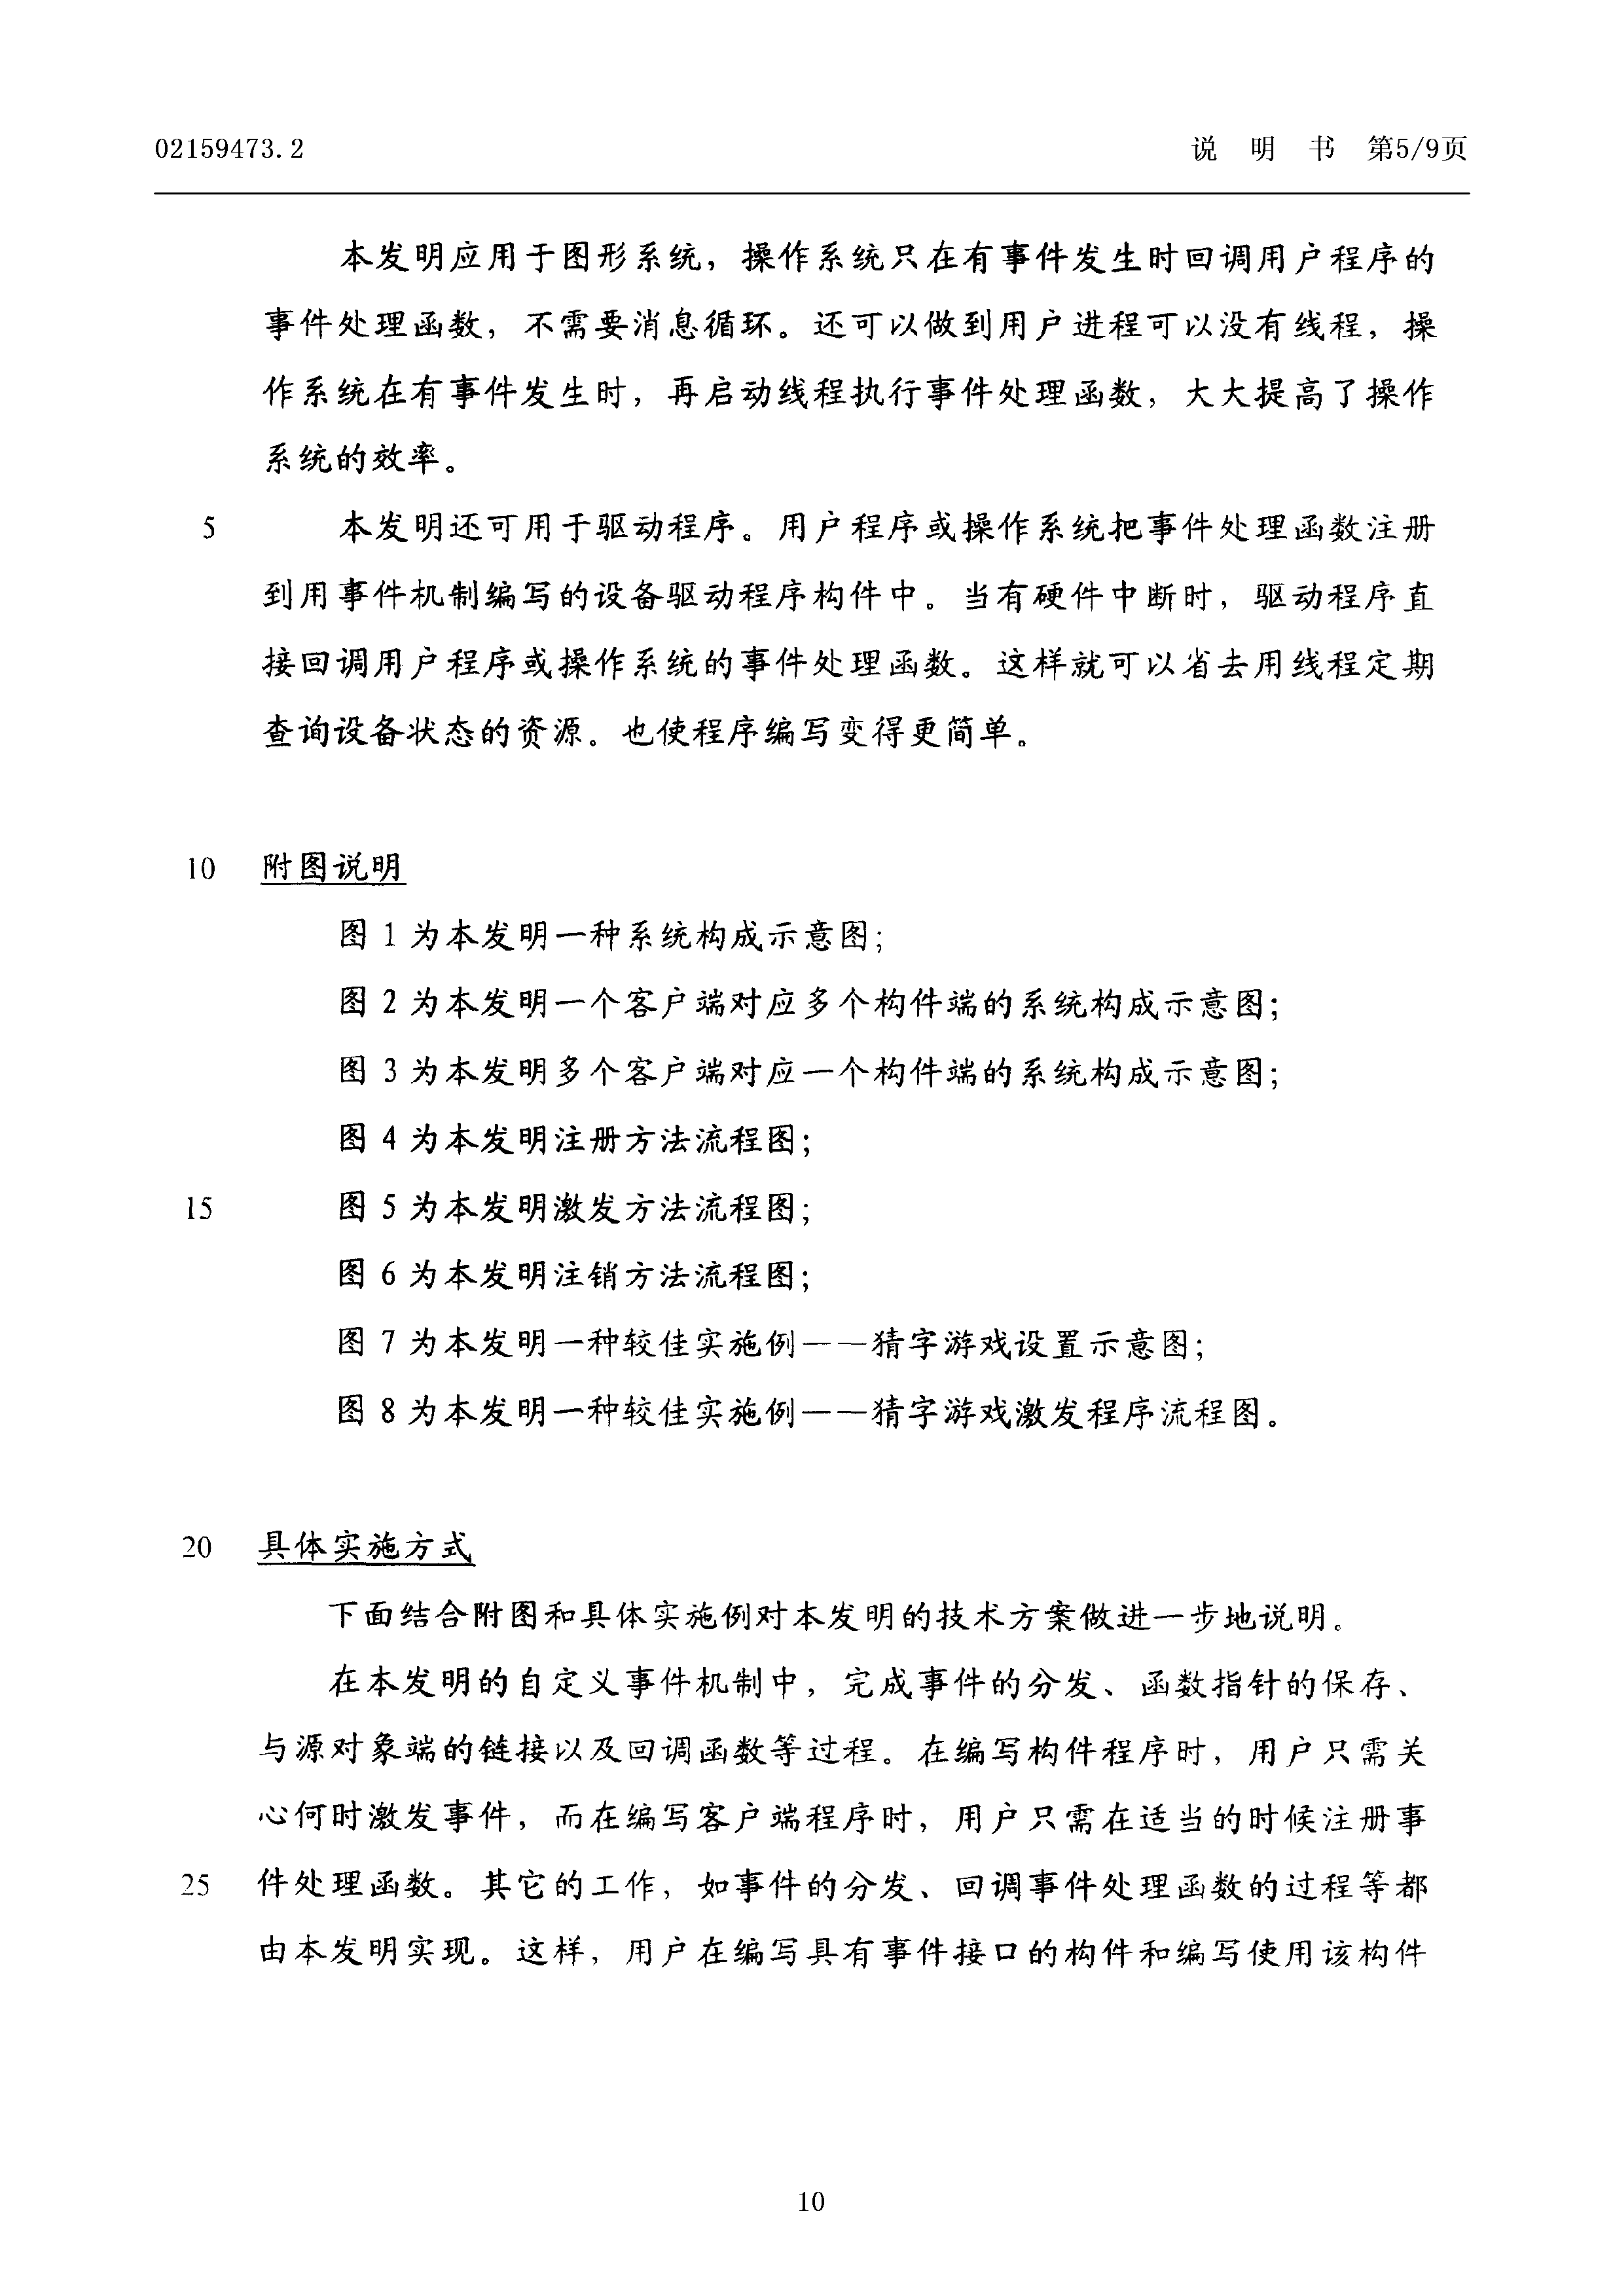 02159473.2 说 明 书 第5/9页
本发明应用于图形系统，操作系统只在有事件发生时回调用户程序的
事件处理函数，不需要消息循环。还可以做到用户进程可以没有线程，操
作系统在有事件发生时，再启动线程执行事件处理函数，大大提高了操作
系统的效率。
5 本发明还可用于驱动程序。用户程序或操作系统把事件处理函数注册
到用事件机制编写的设备驱动程序构件中。当有硬件中断时，驱动程序直
接回调用户程序或操作系统的事件处理函数。这样就可以省去用线程定期
查询设备状态的资源。也使程序编写变得更简单。
10 附图说明
图 1 为本发明一种系统构成示意图；
图 2 为本发明一个客户端对应多个构件端的系统构成示意图；
图 3 为本发明多个客户端对应一个构件端的系统构成示意图；
图 4 为本发明注册方法流程图；
15 图 5 为本发明激发方法流程图；
图 6 为本发明注销方法流程图；
图 7 为本发明一种较佳实施例——猜字游戏设置示意图；
图 8 为本发明一种较佳实施例——猜字游戏激发程序流程图。
20 具体实施方式
下面结合附图和具体实施例对本发明的技术方案做进一步地说明。
在本发明的自定义事件机制中，完成事件的分发、函数指针的保存、
与源对象端的链接以及回调函数等过程。在编写构件程序时，用户只需关
心何时激发事件，而在编写客户端程序时，用户只需在适当的时候注册事
25 件处理函数。其它的工作，如事件的分发、回调事件处理函数的过程等都
由本发明实现。这样，用户在编写具有事件接口的构件和编写使用该构件
10